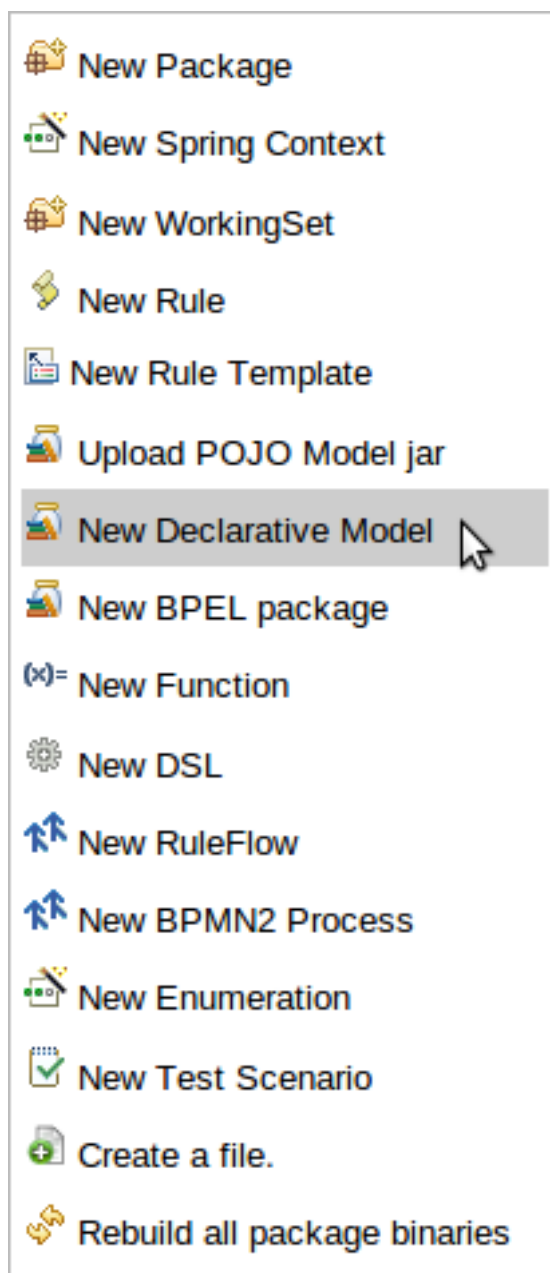 New Package
New Spring Context
New WorkingSet
New Rule
New Rule Template
Upload POJO Model jar
New Declarative Model
New BPEL package
(x)= New Function
New DSL
New RuleFlow
New BPMN2 Process
New Enumeration
New Test Scenario
Create a file.
Rebuild all package binaries